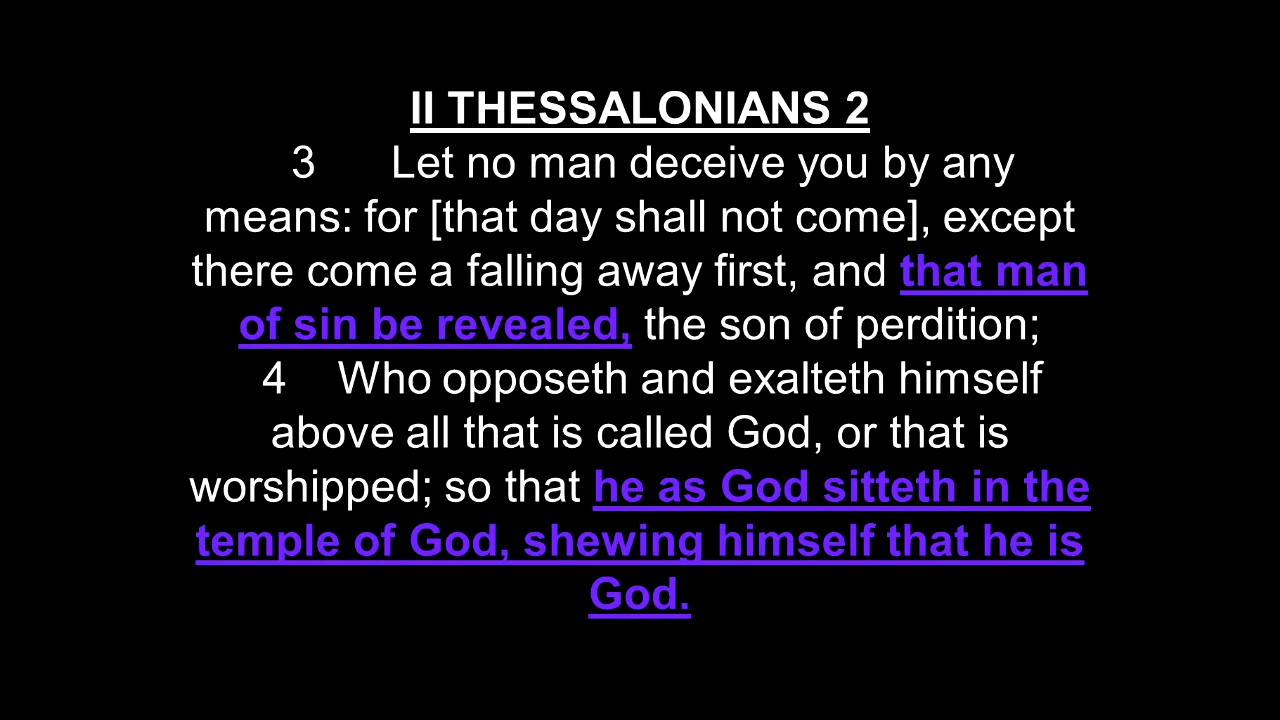 II THESSALONIANS 2
3 Let no man deceive you by any
means: for [that day shall not come], except
there come a falling away first, and that man
of sin be revealed, the son of perdition;
4 Who opposeth and exalteth himself
above all that is called God, or that is
worshipped; so that he as God sitteth in the
temple of God, shewing himself that he is
God.